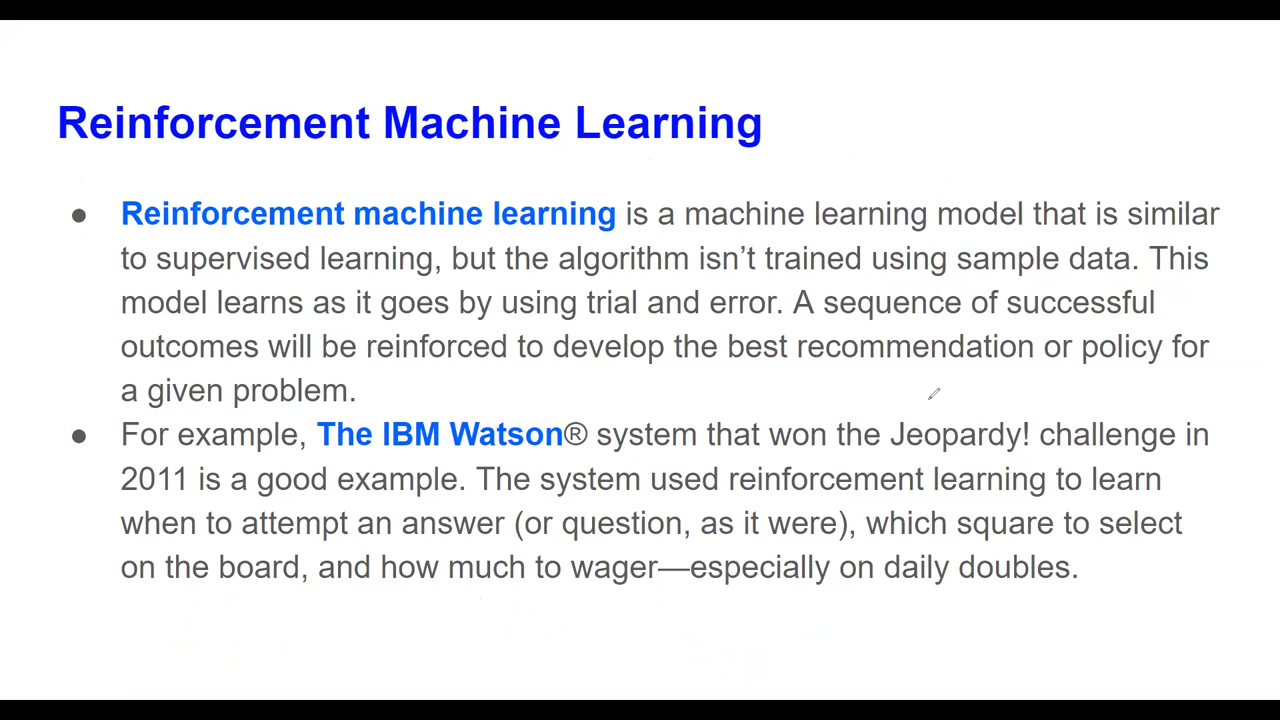 Reinforcement Machine Learning
● Reinforcement machine learning is a machine learning model that is similar
to supervised learning, but the algorithm isn’t trained using sample data. This
model learns as it goes by using trial and error. A sequence of successful
outcomes will be reinforced to develop the best recommendation or policy for
a given problem.
● For example, The IBM Watson® system that won the Jeopardy! challenge in
2011 is a good example. The system used reinforcement learning to learn
when to attempt an answer (or question, as it were), which square to select
on the board, and how much to wager—especially on daily doubles.